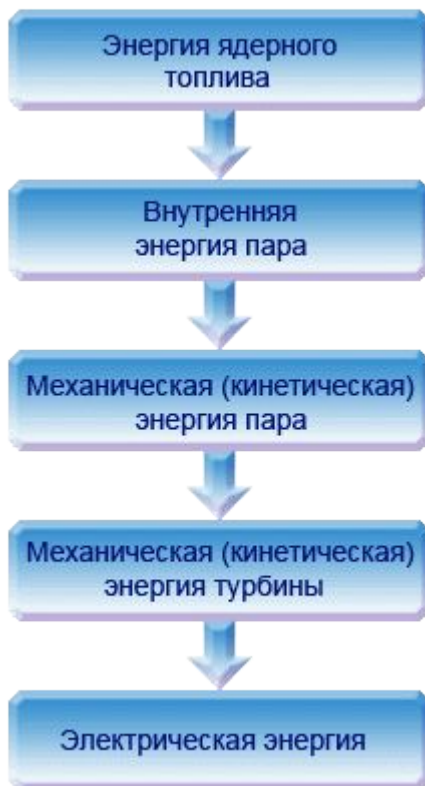 Энергия ядерного
топлива
Внутренняя
энергия пара
Механическая (кинетическая)
энергия пара
Механическая (кинетическая)
энергия турбины
Электрическая энергия